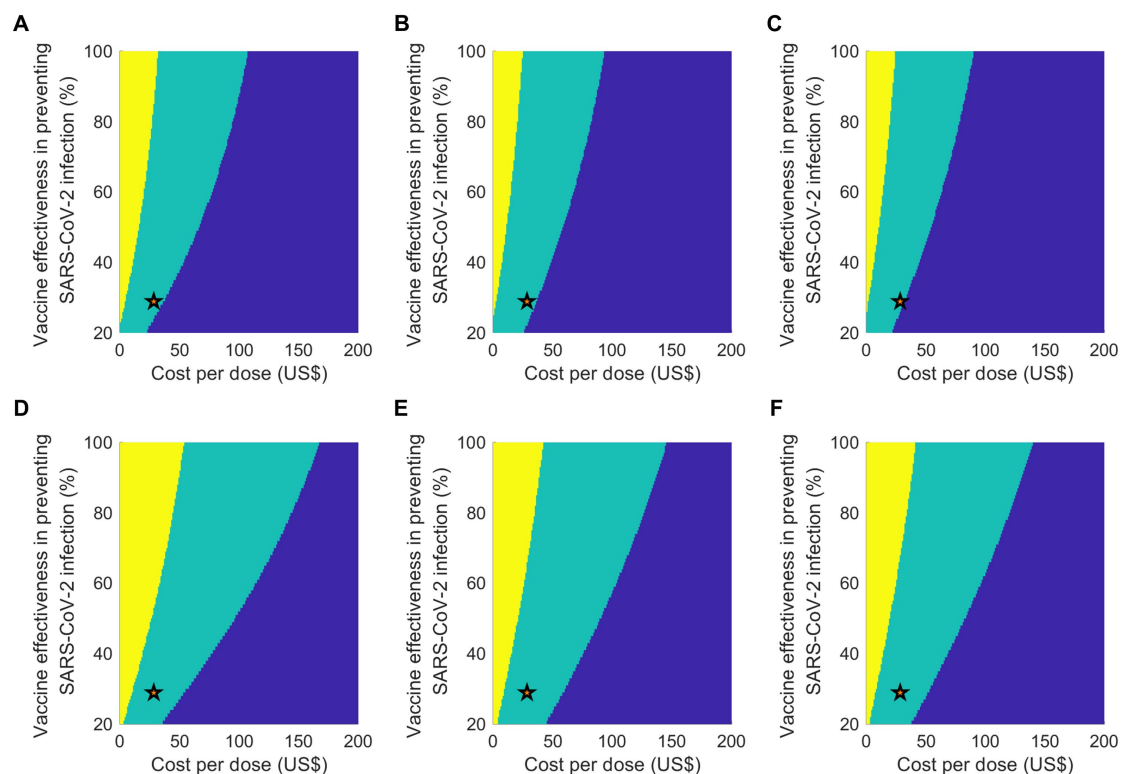 A
Vaccine effectiveness in preventing
SARS-CoV-2 infection (%)
100
80
60
40
20
0 50 100 150 200
Cost per dose (US$)
B
Vaccine effectiveness in preventing
SARS-CoV-2 infection (%)
100
80
60
40
20
0 50 100 150 200
Cost per dose (US$)
C
Vaccine effectiveness in preventing
SARS-CoV-2 infection (%)
100
80
60
40
20
0 50 100 150 200
Cost per dose (US$)
D
Vaccine effectiveness in preventing
SARS-CoV-2 infection (%)
100
80
60
40
20
0 50 100 150 200
Cost per dose (US$)
E
Vaccine effectiveness in preventing
SARS-CoV-2 infection (%)
100
80
60
40
20
0 50 100 150 200
Cost per dose (US$)
F
Vaccine effectiveness in preventing
SARS-CoV-2 infection (%)
100
80
60
40
20
0 50 100 150 200
Cost per dose (US$)